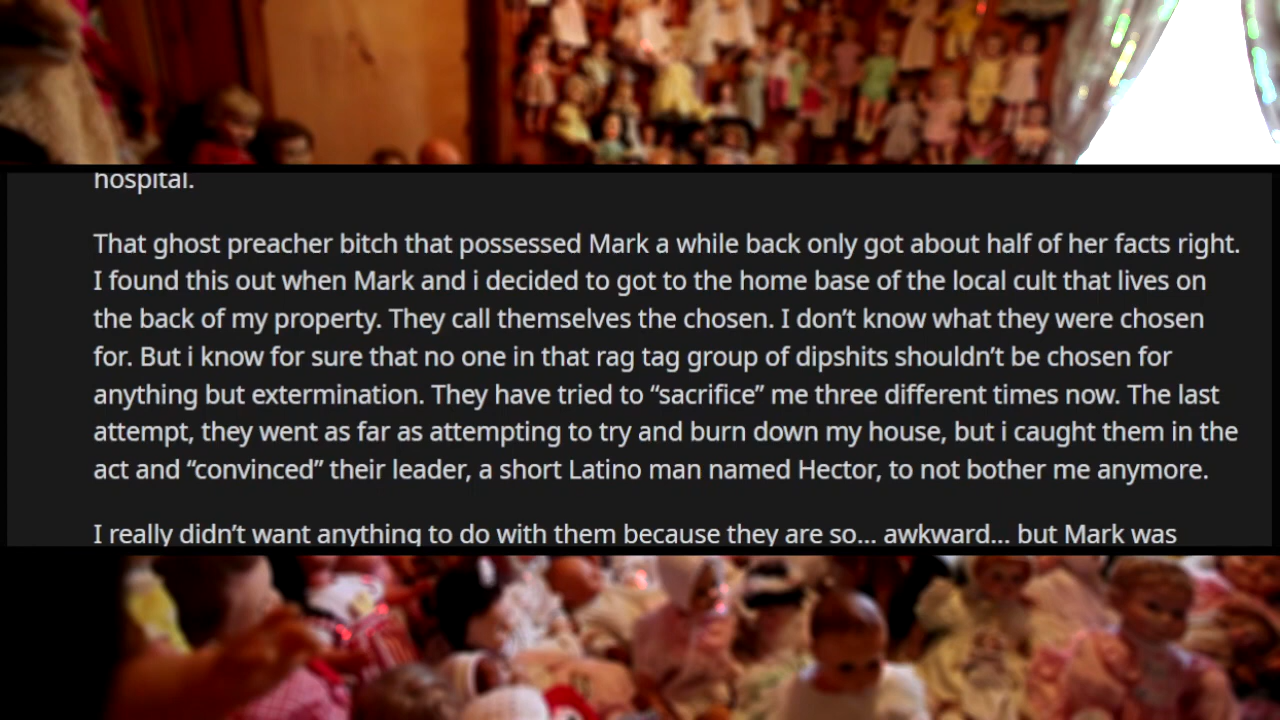 hospital.
That ghost preacher bitch that possessed Mark a while back only got about half of her facts right.
I found this out when Mark and i decided to got to the home base of the local cult that lives on
the back of my property. They call themselves the chosen. I don’t know what they were chosen
for. But i know for sure that no one in that rag tag group of dipshits shouldn’t be chosen for
anything but extermination. They have tried to “sacrifice” me three different times now. The last
attempt, they went as far as attempting to try and burn down my house, but i caught them in the
act and “convinced” their leader, a short Latino man named Hector, to not bother me anymore.
I really didn’t want anything to do with them because they are so... awkward... but Mark was